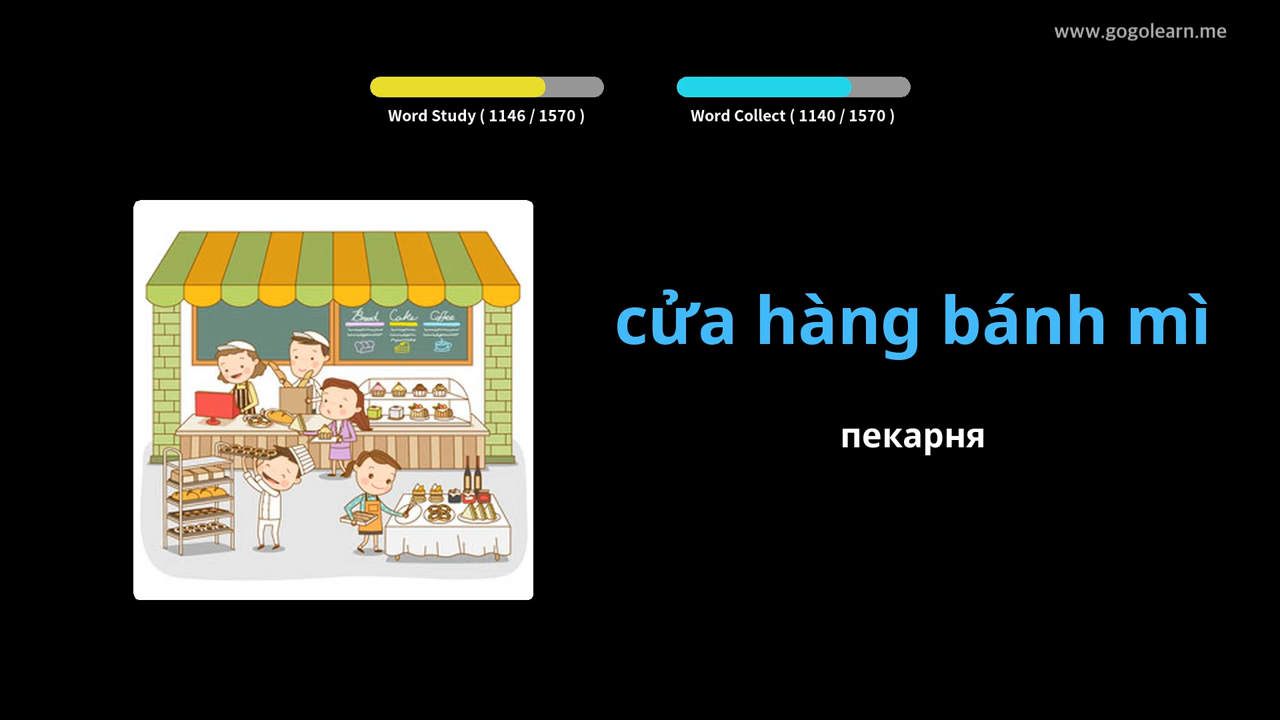 www.gogolearn.me
Word Study ( 1146 / 1570 )
Word Collect ( 1140 / 1570 )
Bread Cake Coffee
cửa hàng bánh mì
пекарня